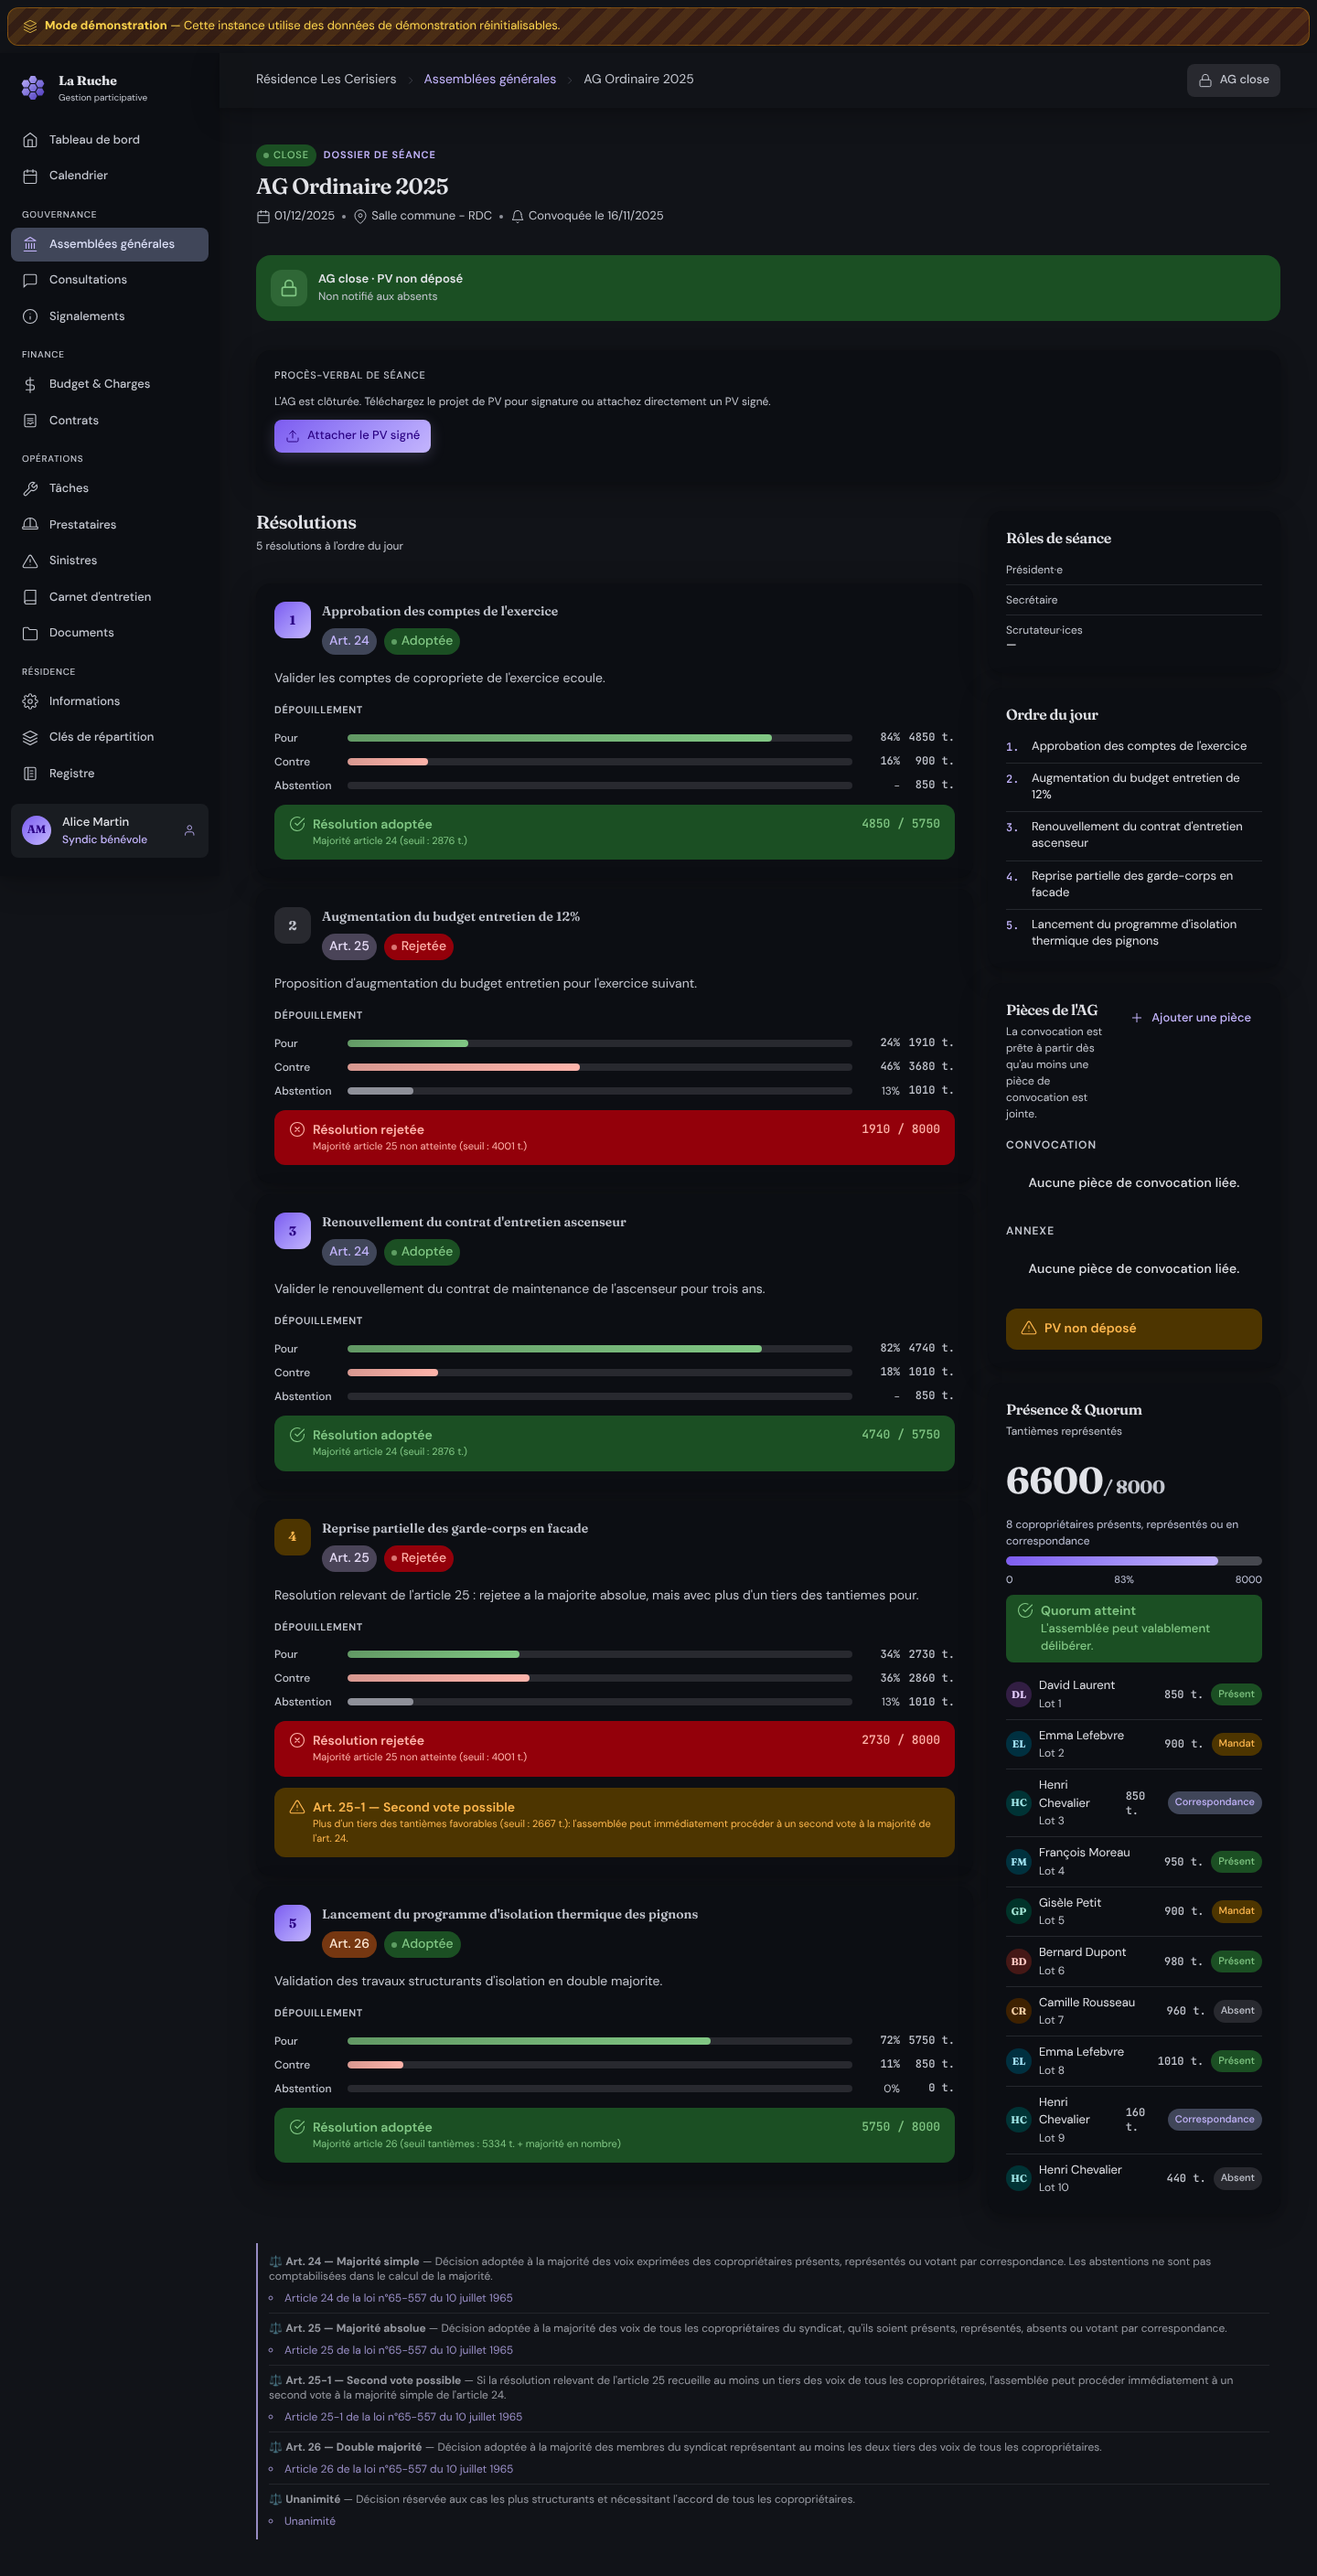 Mode démonstration — Cette instance utilise des données de démonstration réinitialisables.
La Ruche
Gestion participative
Tableau de bord
Calendrier
GOUVERNANCE
Assemblées générales
Consultations
Signalements
FINANCE
Budget & Charges
Contrats
OPÉRATIONS
Tâches
Prestataires
Sinistres
Carnet d'entretien
Documents
RÉSIDENCE
Informations
Clés de répartition
Registre
AM
Alice Martin
Syndic bénévole
Résidence Les Cerisiers > Assemblées générales > AG Ordinaire 2025
AG close
CLOSE DOSSIER DE SÉANCE
AG Ordinaire 2025
01/12/2025 • Salle commune - RDC • Convoquée le 16/11/2025
AG close · PV non déposé
Non notifié aux absents
PROCÈS-VERBAL DE SÉANCE
L'AG est clôturée. Téléchargez le projet de PV pour signature ou attachez directement un PV signé.
Attacher le PV signé
Résolutions
5 résolutions à l'ordre du jour
1
Approbation des comptes de l'exercice
Art. 24 Adoptée
Valider les comptes de copropriete de l'exercice ecoule.
DÉPOUILLEMENT
Pour 84% 4850 t.
Contre 16% 900 t.
Abstention – 850 t.
Résolution adoptée 4850 / 5750
Majorité article 24 (seuil : 2876 t.)
2
Augmentation du budget entretien de 12%
Art. 25 Rejetée
Proposition d'augmentation du budget entretien pour l'exercice suivant.
DÉPOUILLEMENT
Pour 24% 1910 t.
Contre 46% 3680 t.
Abstention 13% 1010 t.
Résolution rejetée 1910 / 8000
Majorité article 25 non atteinte (seuil : 4001 t.)
3
Renouvellement du contrat d'entretien ascenseur
Art. 24 Adoptée
Valider le renouvellement du contrat de maintenance de l'ascenseur pour trois ans.
DÉPOUILLEMENT
Pour 82% 4740 t.
Contre 18% 1010 t.
Abstention – 850 t.
Résolution adoptée 4740 / 5750
Majorité article 24 (seuil : 2876 t.)
4
Reprise partielle des garde-corps en facade
Art. 25 Rejetée
Resolution relevant de l'article 25 : rejetee a la majorite absolue, mais avec plus d'un tiers des tantiemes pour.
DÉPOUILLEMENT
Pour 34% 2730 t.
Contre 36% 2860 t.
Abstention 13% 1010 t.
Résolution rejetée 2730 / 8000
Majorité article 25 non atteinte (seuil : 4001 t.)
Art. 25-1 — Second vote possible
Plus d'un tiers des tantièmes favorables (seuil : 2667 t.): l'assemblée peut immédiatement procéder à un second vote à la majorité de
l'art. 24.
5
Lancement du programme d'isolation thermique des pignons
Art. 26 Adoptée
Validation des travaux structurants d'isolation en double majorite.
DÉPOUILLEMENT
Pour 72% 5750 t.
Contre 11% 850 t.
Abstention 0% 0 t.
Résolution adoptée 5750 / 8000
Majorité article 26 (seuil tantièmes : 5334 t. + majorité en nombre)
Rôles de séance
Président·e
Secrétaire
Scrutateur·ices
—
Ordre du jour
1. Approbation des comptes de l'exercice
2. Augmentation du budget entretien de
12%
3. Renouvellement du contrat d'entretien
ascenseur
4. Reprise partielle des garde-corps en
facade
5. Lancement du programme d'isolation
thermique des pignons
Pièces de l'AG
Ajouter une pièce
La convocation est
prête à partir dès
qu'au moins une
pièce de
convocation est
jointe.
CONVOCATION
Aucune pièce de convocation liée.
ANNEXE
Aucune pièce de convocation liée.
PV non déposé
Présence & Quorum
Tantièmes représentés
6600/ 8000
8 copropriétaires présents, représentés ou en
correspondance
0 83% 8000
Quorum atteint
L'assemblée peut valablement
délibérer.
DL David Laurent 850 t. Présent
Lot 1
EL Emma Lefebvre 900 t. Mandat
Lot 2
HC Henri
Chevalier 850 t. Correspondance
Lot 3
FM François Moreau 950 t. Présent
Lot 4
GP Gisèle Petit 900 t. Mandat
Lot 5
BD Bernard Dupont 980 t. Présent
Lot 6
CR Camille Rousseau 960 t. Absent
Lot 7
EL Emma Lefebvre 1010 t. Présent
Lot 8
HC Henri
Chevalier 160 t. Correspondance
Lot 9
HC Henri Chevalier 440 t. Absent
Lot 10
Art. 24 — Majorité simple — Décision adoptée à la majorité des voix exprimées des copropriétaires présents, représentés ou votant par correspondance. Les abstentions ne sont pas
comptabilisées dans le calcul de la majorité.
Article 24 de la loi n°65-557 du 10 juillet 1965
Art. 25 — Majorité absolue — Décision adoptée à la majorité des voix de tous les copropriétaires du syndicat, qu'ils soient présents, représentés, absents ou votant par correspondance.
Article 25 de la loi n°65-557 du 10 juillet 1965
Art. 25-1 — Second vote possible — Si la résolution relevant de l'article 25 recueille au moins un tiers des voix de tous les copropriétaires, l'assemblée peut procéder immédiatement à un
second vote à la majorité simple de l'article 24.
Article 25-1 de la loi n°65-557 du 10 juillet 1965
Art. 26 — Double majorité — Décision adoptée à la majorité des membres du syndicat représentant au moins les deux tiers des voix de tous les copropriétaires.
Article 26 de la loi n°65-557 du 10 juillet 1965
Unanimité — Décision réservée aux cas les plus structurants et nécessitant l'accord de tous les copropriétaires.
Unanimité